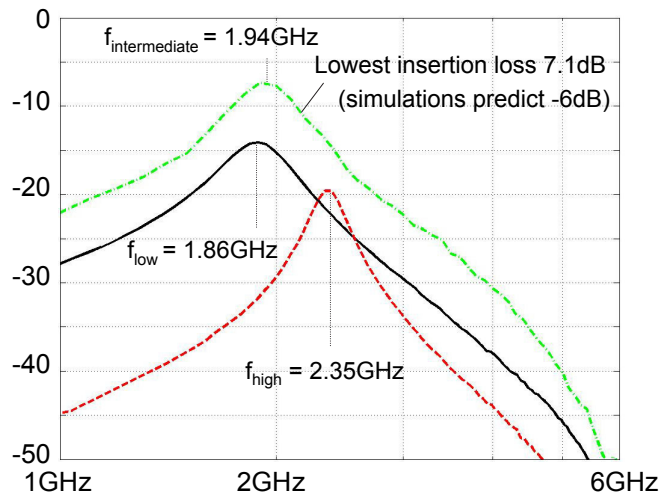 0
f_intermediate = 1.94GHz
Lowest insertion loss 7.1dB
(simulations predict -6dB)
-10
-20
f_low = 1.86GHz
-30
f_high = 2.35GHz
-40
-50
1GHz
2GHz
6GHz